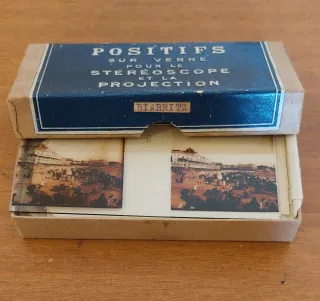 POSITIFS
SUR VERRE
POUR LE
STEREOSCOPE
ET LA
PROJECTION
BIARRITZ